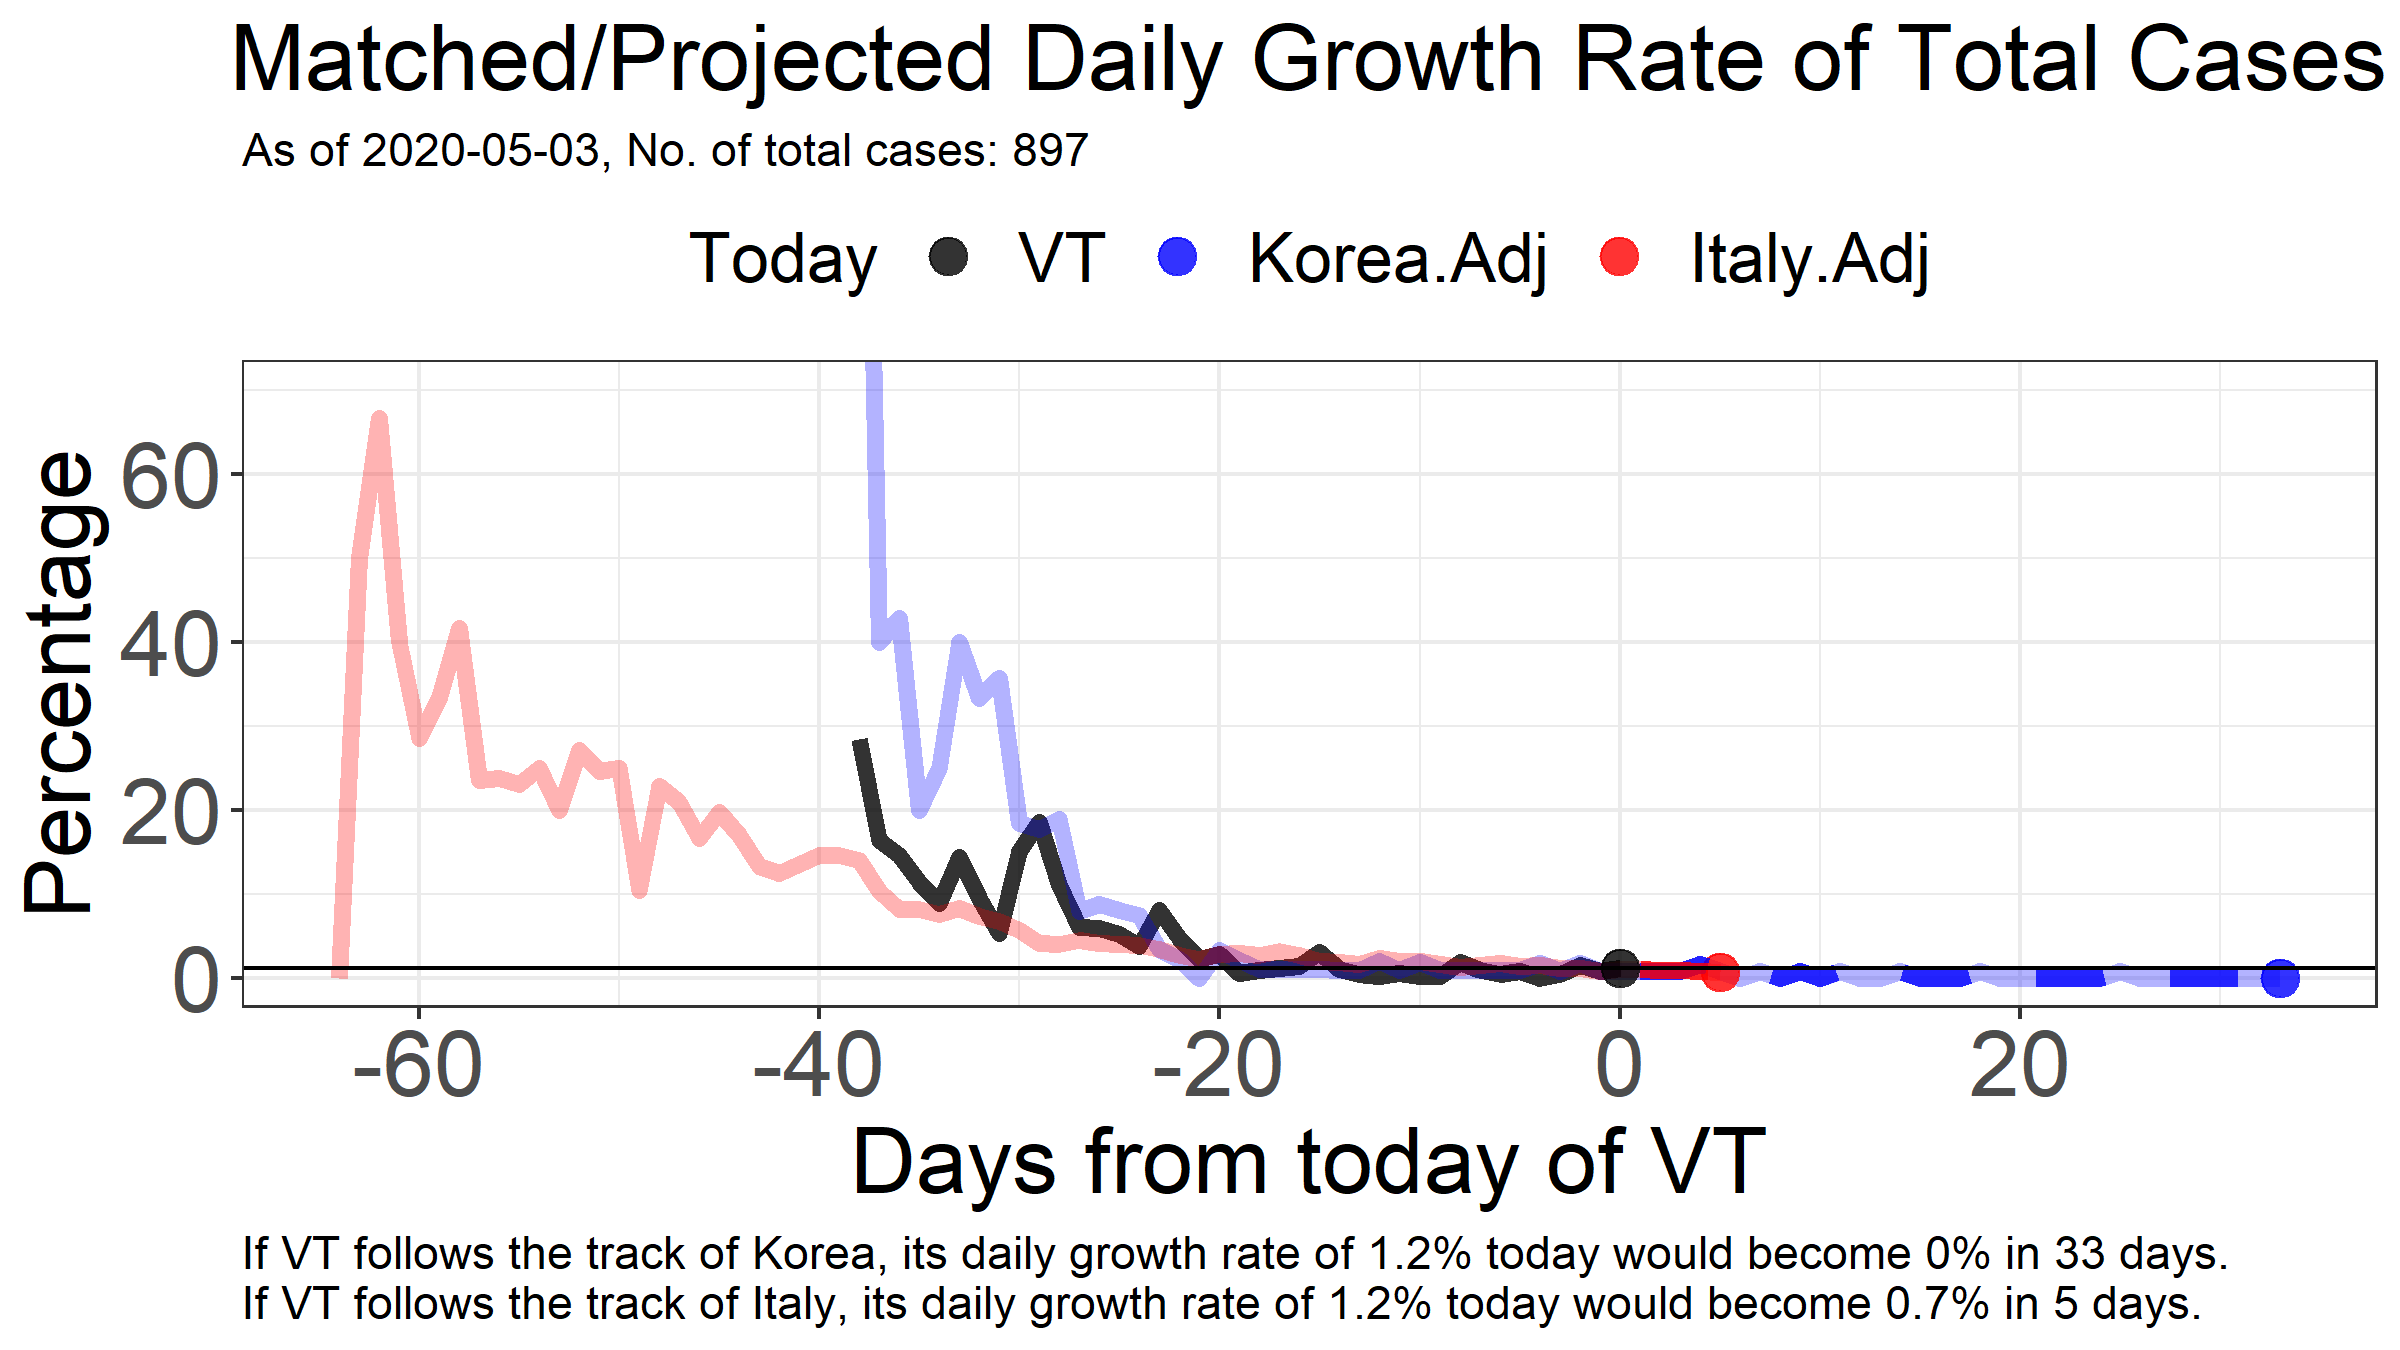 Matched/Projected Daily Growth Rate of Total Cases
As of 2020-05-03, No. of total cases: 897
Today VT Korea.Adj Italy.Adj
Percentage
60
40
20
0
-60 -40 -20 0 20
Days from today of VT
If VT follows the track of Korea, its daily growth rate of 1.2% today would become 0% in 33 days.
If VT follows the track of Italy, its daily growth rate of 1.2% today would become 0.7% in 5 days.